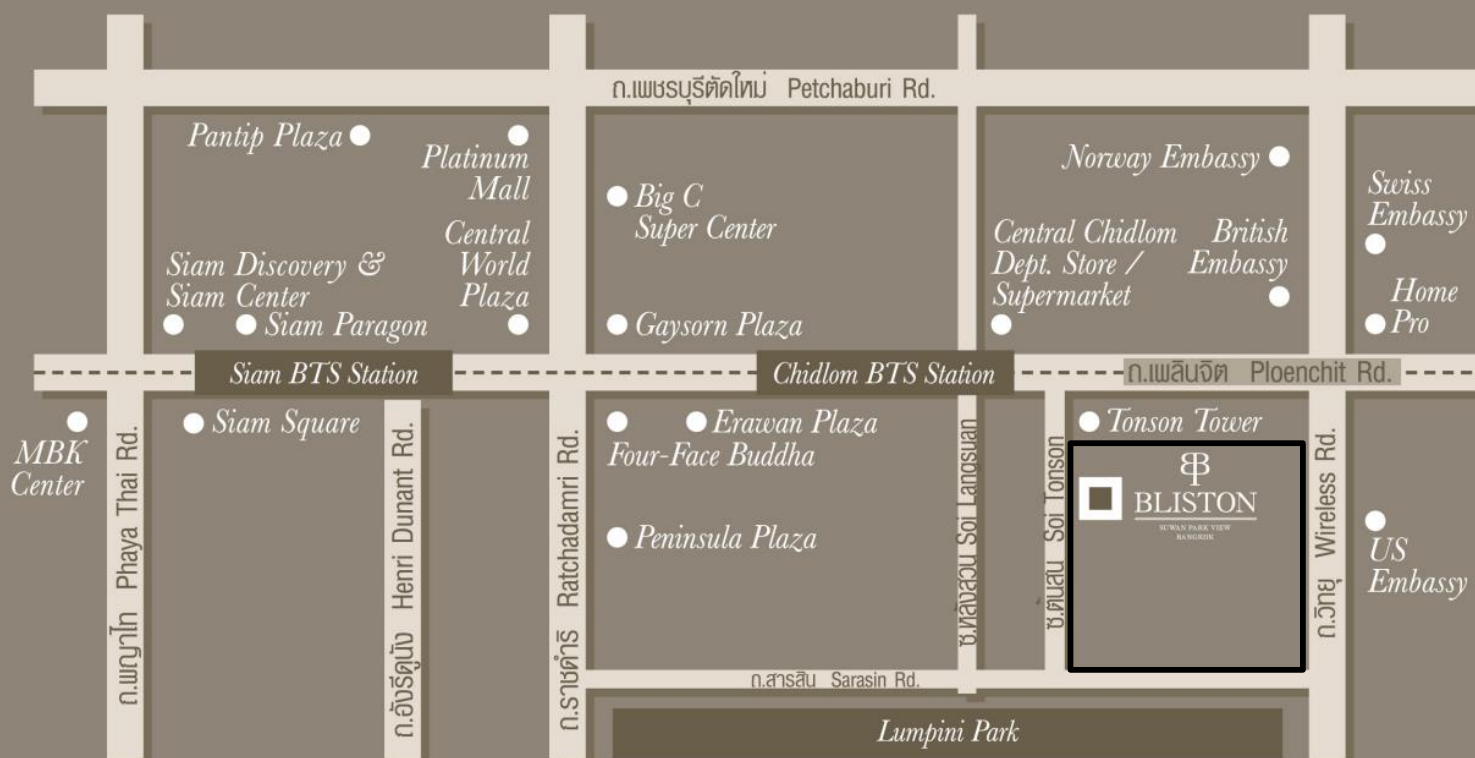 ถ.เพชรบุรีตัดใหม่ Petchaburi Rd.
Pantip Plaza
Platinum
Mall
Big C
Super Center
Norway Embassy
Swiss
Embassy
Siam Discovery &
Siam Center
Central
World
Plaza
Central Chidlom
Dept. Store /
Supermarket
British
Embassy
Home
Pro
Siam Paragon
Gaysorn Plaza
Siam BTS Station
Chidlom BTS Station
ถ.เพลินจิต Ploenchit Rd.
MBK
Center
Siam Square
Erawan Plaza
Four-Face Buddha
Tonson Tower
Peninsula Plaza
BLISTON
SUWAN PARK VIEW
BANGKOK
US
Embassy
ถ.พญาไท Phaya Thai Rd.
ถ.อังรีดูนัง Henri Dunant Rd.
ถ.ราชดำริ Ratchadamri Rd.
ซ.หลังสวน Soi Langsuan
ซ.ต้นสน Soi Tonson
ถ.วิทยุ Wireless Rd.
ถ.สารสิน Sarasin Rd.
Lumpini Park